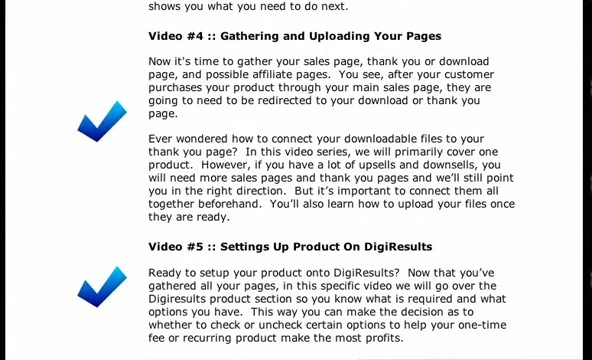 shows you what you need to do next.
Video #4 :: Gathering and Uploading Your Pages
Now it's time to gather your sales page, thank you or download
page, and possible affiliate pages.  You see, after your customer
purchases your product through your main sales page, they are
going to need to be redirected to your download or thank you
page.
Ever wondered how to connect your downloadable files to your
thank you page?  In this video series, we will primarily cover one
product.  However, if you have a lot of upsells and downsells, you
will need more sales pages and thank you pages and we'll still point
you in the right direction.  But it's important to connect them all
together beforehand.  You'll also learn how to upload your files once
they are ready.
Video #5 :: Settings Up Product On DigiResults
Ready to setup your product onto DigiResults?  Now that you've
gathered all your pages, in this specific video we will go over the
Digiresults product section so you know what is required and what
options you have.  This way you can make the decision as to
whether to check or uncheck certain options to help your one-time
fee or recurring product make the most profits.